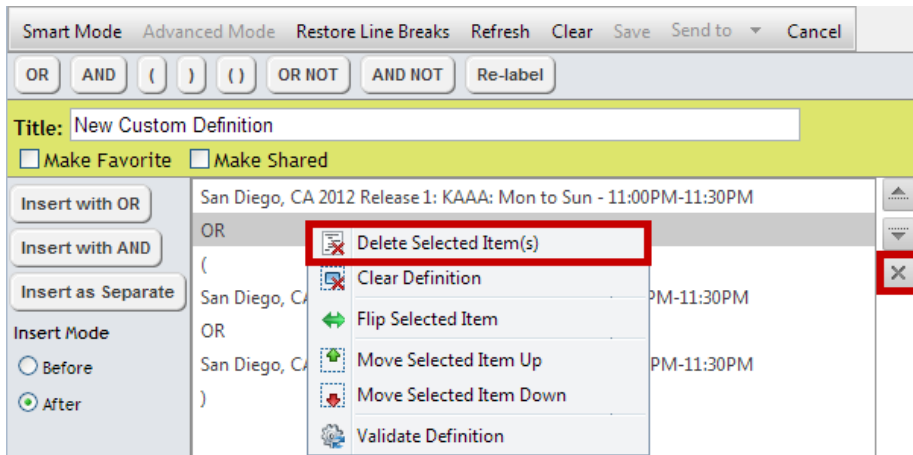 Smart Mode Advanced Mode Restore Line Breaks Refresh Clear Save Send to Cancel
OR AND ( ) ( ) OR NOT AND NOT Re-label
Title: New Custom Definition
Make Favorite Make Shared
Insert with OR
Insert with AND
Insert as Separate
Insert Mode
Before
After
San Diego, CA 2012 Release 1: KAAA: Mon to Sun - 11:00PM-11:30PM
OR
(
San Diego, CA PM-11:30PM
OR
San Diego, CA PM-11:30PM
)
Delete Selected Item(s)
Clear Definition
Flip Selected Item
Move Selected Item Up
Move Selected Item Down
Validate Definition